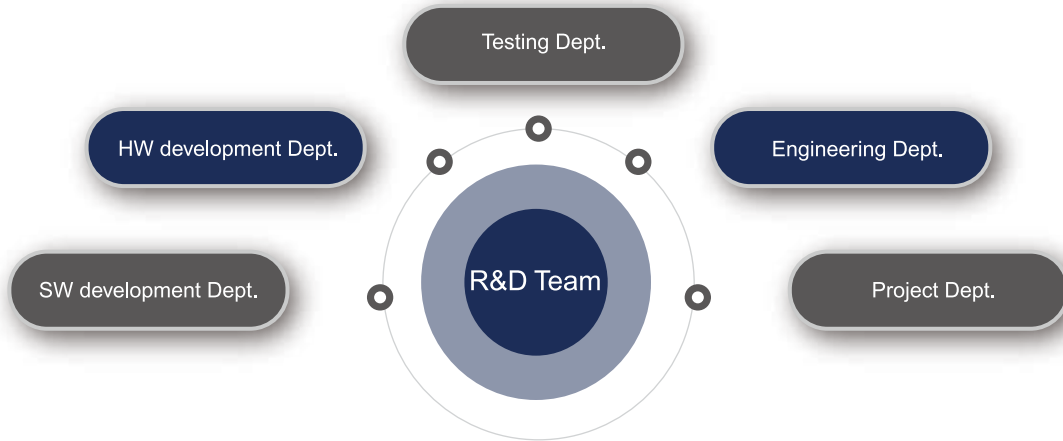 Testing Dept.
HW development Dept.
Engineering Dept.
R&D Team
SW development Dept.
Project Dept.